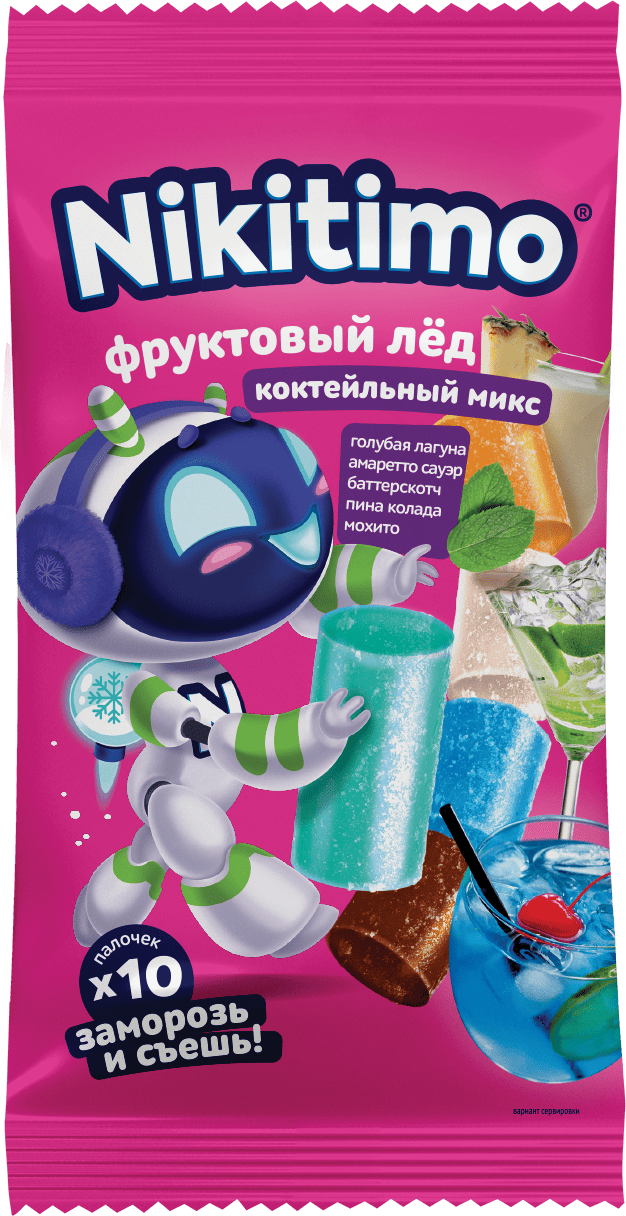 Nikitimo®
фруктовый лёд
коктейльный микс
голубая лагуна
амаретто сауэр
баттерскотч
пина колада
мохито
N
палочек
x10
заморозь
и съешь!
вариант сервировки